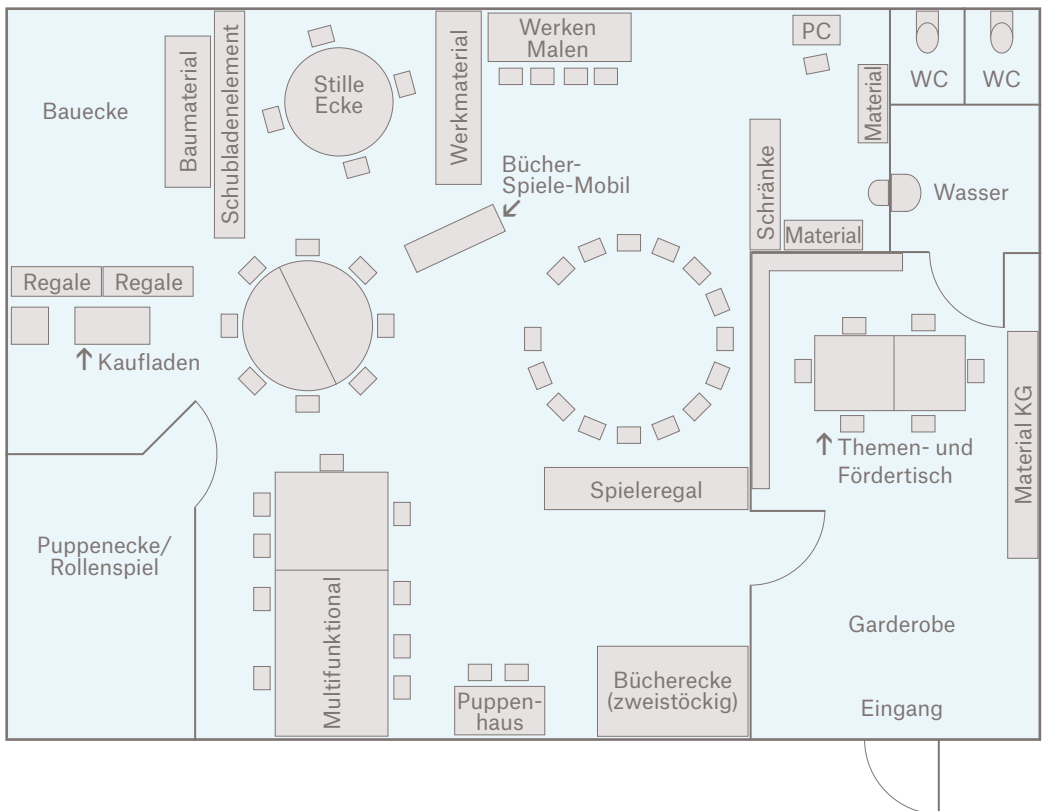 Bauecke
Baumaterial
Schubladenelement
Stille
Ecke
Werkmaterial
Werken
Malen
Bücher-
Spiele-Mobil
PC
Material
WC
WC
Schränke
Material
Wasser
Regale
Regale
Kaufladen
Themen- und
Fördertisch
Material KG
Spieleregal
Puppenecke/
Rollenspiel
Multifunktional
Puppen-
haus
Bücherecke
(zweistöckig)
Garderobe
Eingang